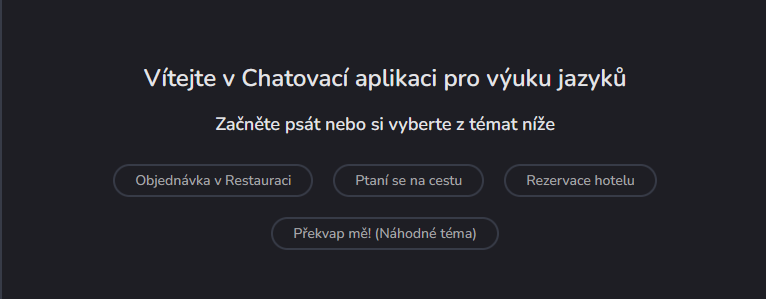 Vítejte v Chatovací aplikaci pro výuku jazyků
Začněte psát nebo si vyberte z témat níže
Objednávka v Restauraci
Ptaní se na cestu
Rezervace hotelu
Překvap mě! (Náhodné téma)